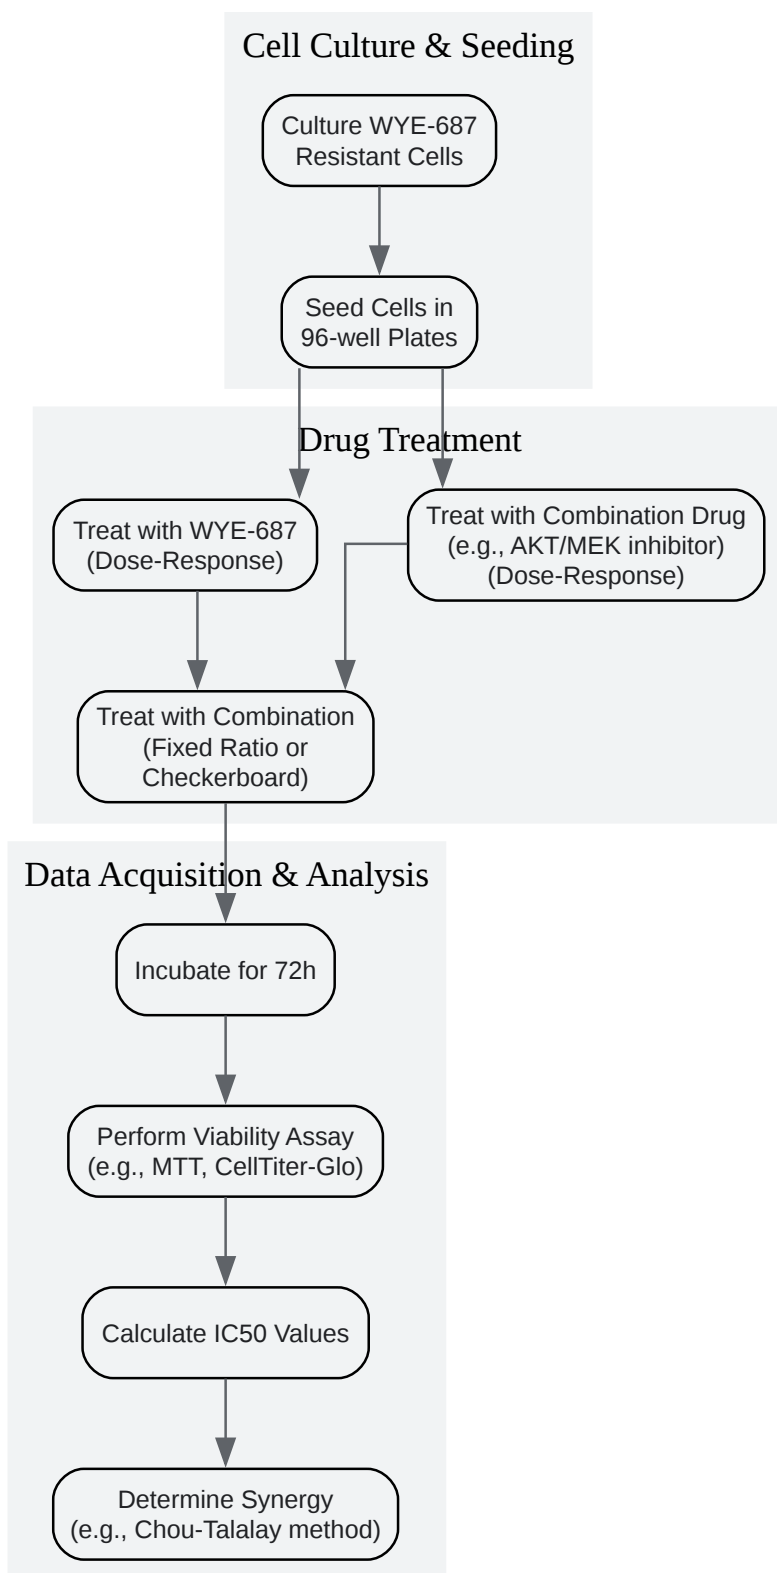 Cell Culture & Seeding
Culture WYE-687
Resistant Cells
Seed Cells in
96-well Plates
Drug Treatment
Treat with WYE-687
(Dose-Response)
Treat with Combination Drug
(e.g., AKT/MEK inhibitor)
(Dose-Response)
Treat with Combination
(Fixed Ratio or
Checkerboard)
Data Acquisition & Analysis
Incubate for 72h
Perform Viability Assay
(e.g., MTT, CellTiter-Glo)
Calculate IC50 Values
Determine Synergy
(e.g., Chou-Talalay method)